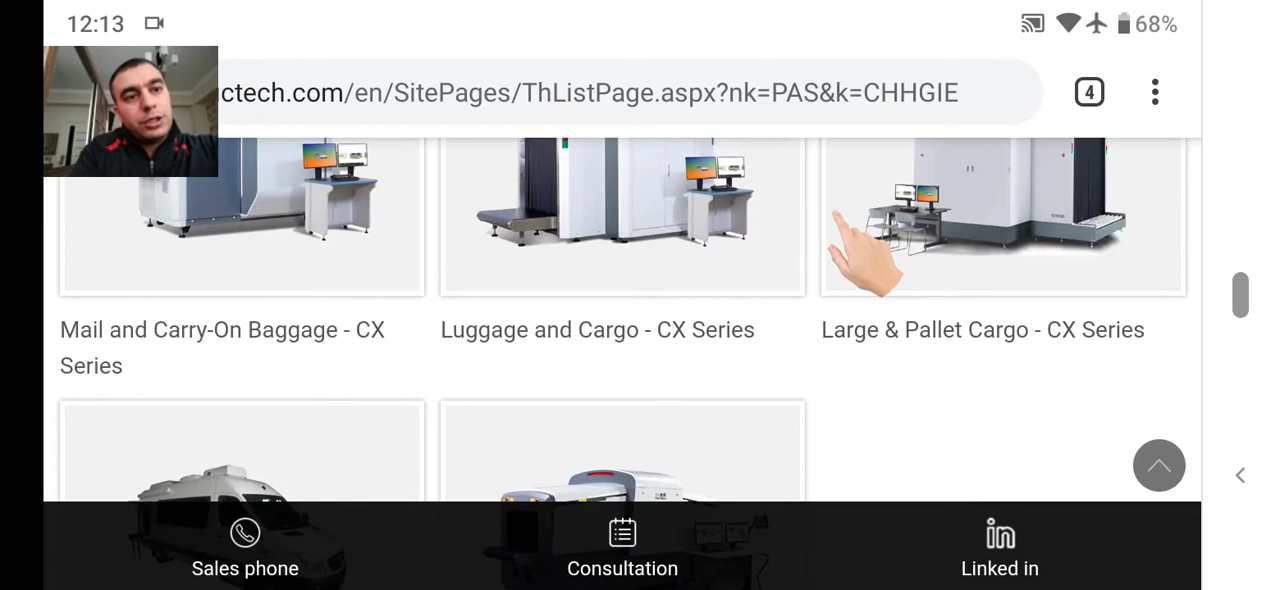 12:13
68%
ctech.com/en/SitePages/ThListPage.aspx?nk=PAS&k=CHHGIE
4
Mail and Carry-On Baggage - CX
Series
Luggage and Cargo - CX Series
Large & Pallet Cargo - CX Series
Sales phone
Consultation
Linked in